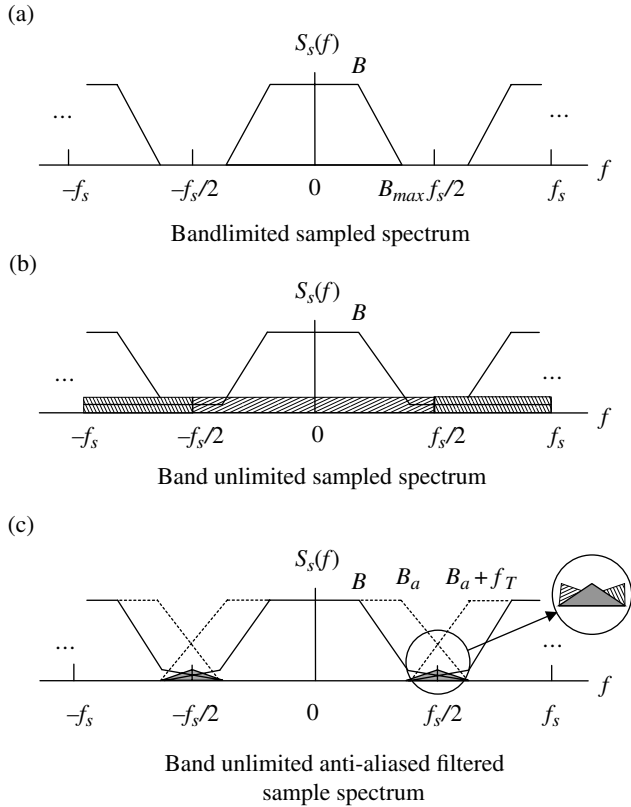 (a)
Sₛ(f)
B
... ...
–fₛ –fₛ/2 0 Bₘₐₓ fₛ/2 fₛ f
Bandlimited sampled spectrum
(b)
Sₛ(f)
B
... ...
–fₛ –fₛ/2 0 fₛ/2 fₛ f
Band unlimited sampled spectrum
(c)
Sₛ(f)
B Bₐ Bₐ + f_T
... ...
–fₛ –fₛ/2 0 fₛ/2 fₛ f
Band unlimited anti-aliased filtered
sample spectrum